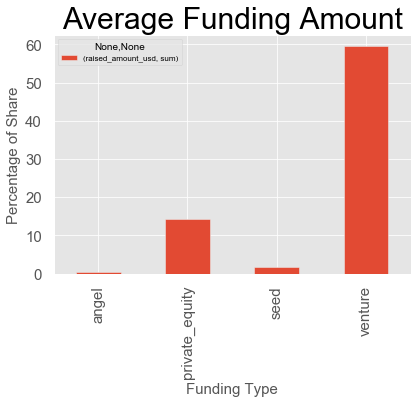 Average Funding Amount
None,None
(raised_amount_usd, sum)
Percentage of Share
60
50
40
30
20
10
0
angel
private_equity
seed
venture
Funding Type